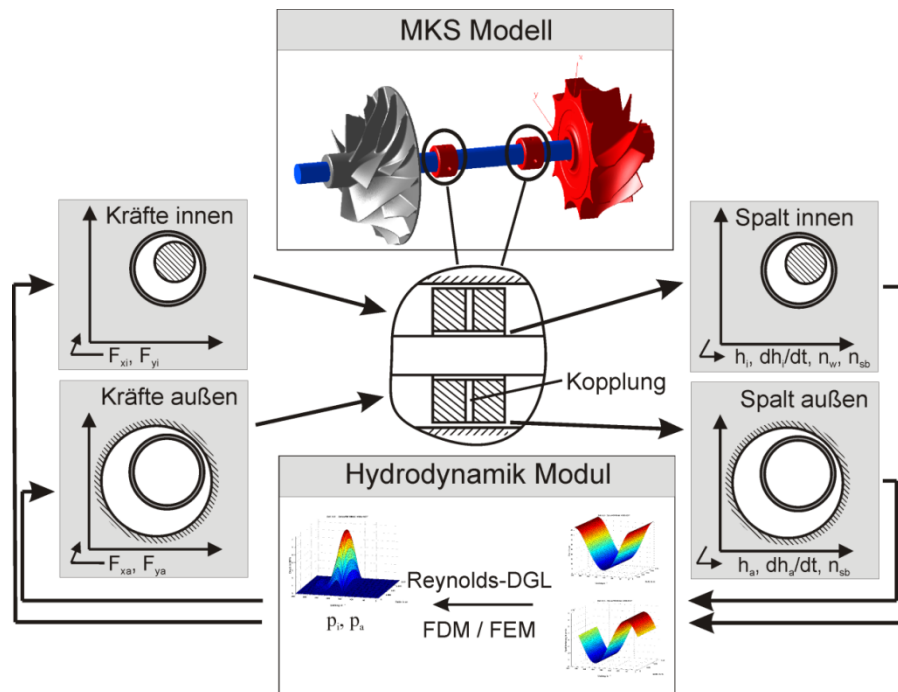 MKS Modell
x
y
Kräfte innen
F_xi, F_yi
Spalt innen
h_i, dh_i/dt, n_w, n_sb
Kopplung
Kräfte außen
F_xa, F_ya
Spalt außen
h_a, dh_a/dt, n_sb
Hydrodynamik Modul
Reynolds-DGL
FDM / FEM
p_i, p_a